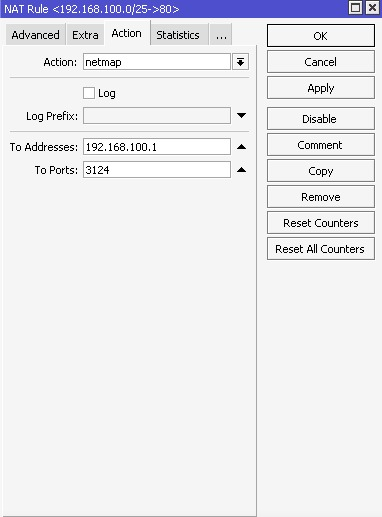 NAT Rule <192.168.100.0/25->80>
Advanced Extra Action Statistics ...
Action: netmap
Log
Log Prefix:
To Addresses: 192.168.100.1
To Ports: 3124
OK
Cancel
Apply
Disable
Comment
Copy
Remove
Reset Counters
Reset All Counters